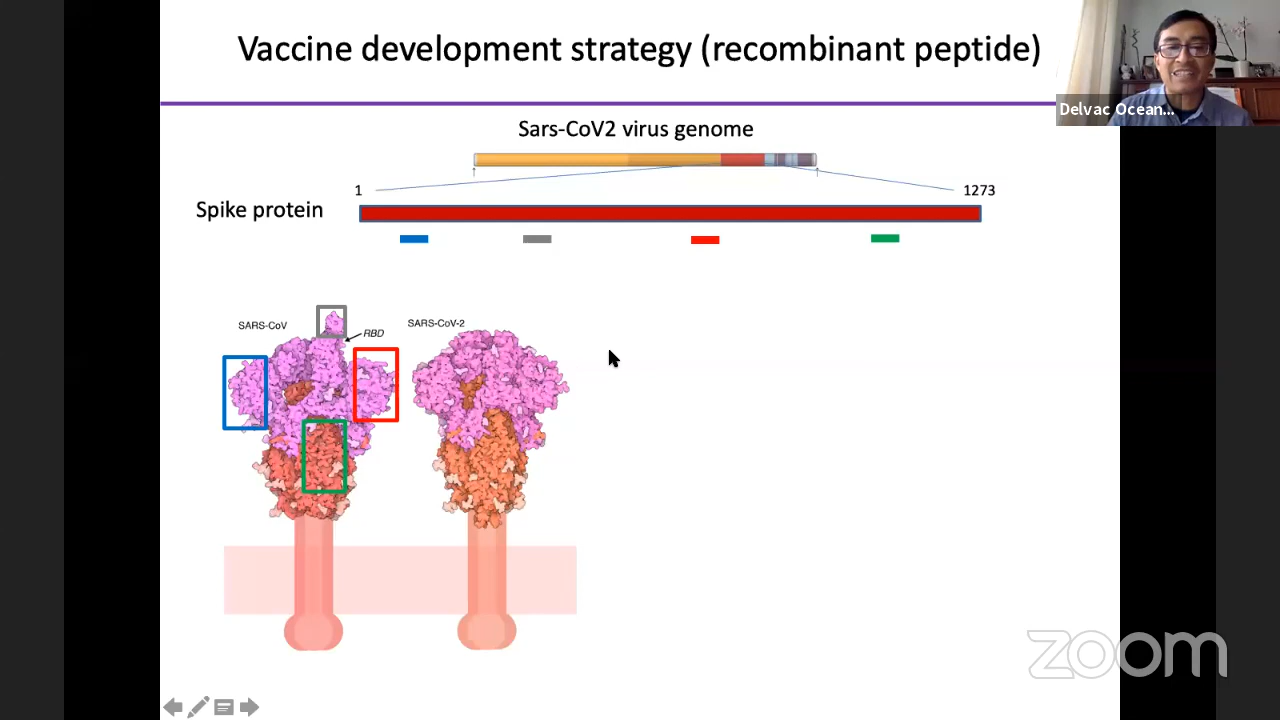 Vaccine development strategy (recombinant peptide)
Delvac Ocean...
Sars-CoV2 virus genome
1
1273
Spike protein
SARS-CoV
RBD
SARS-CoV-2
zoom